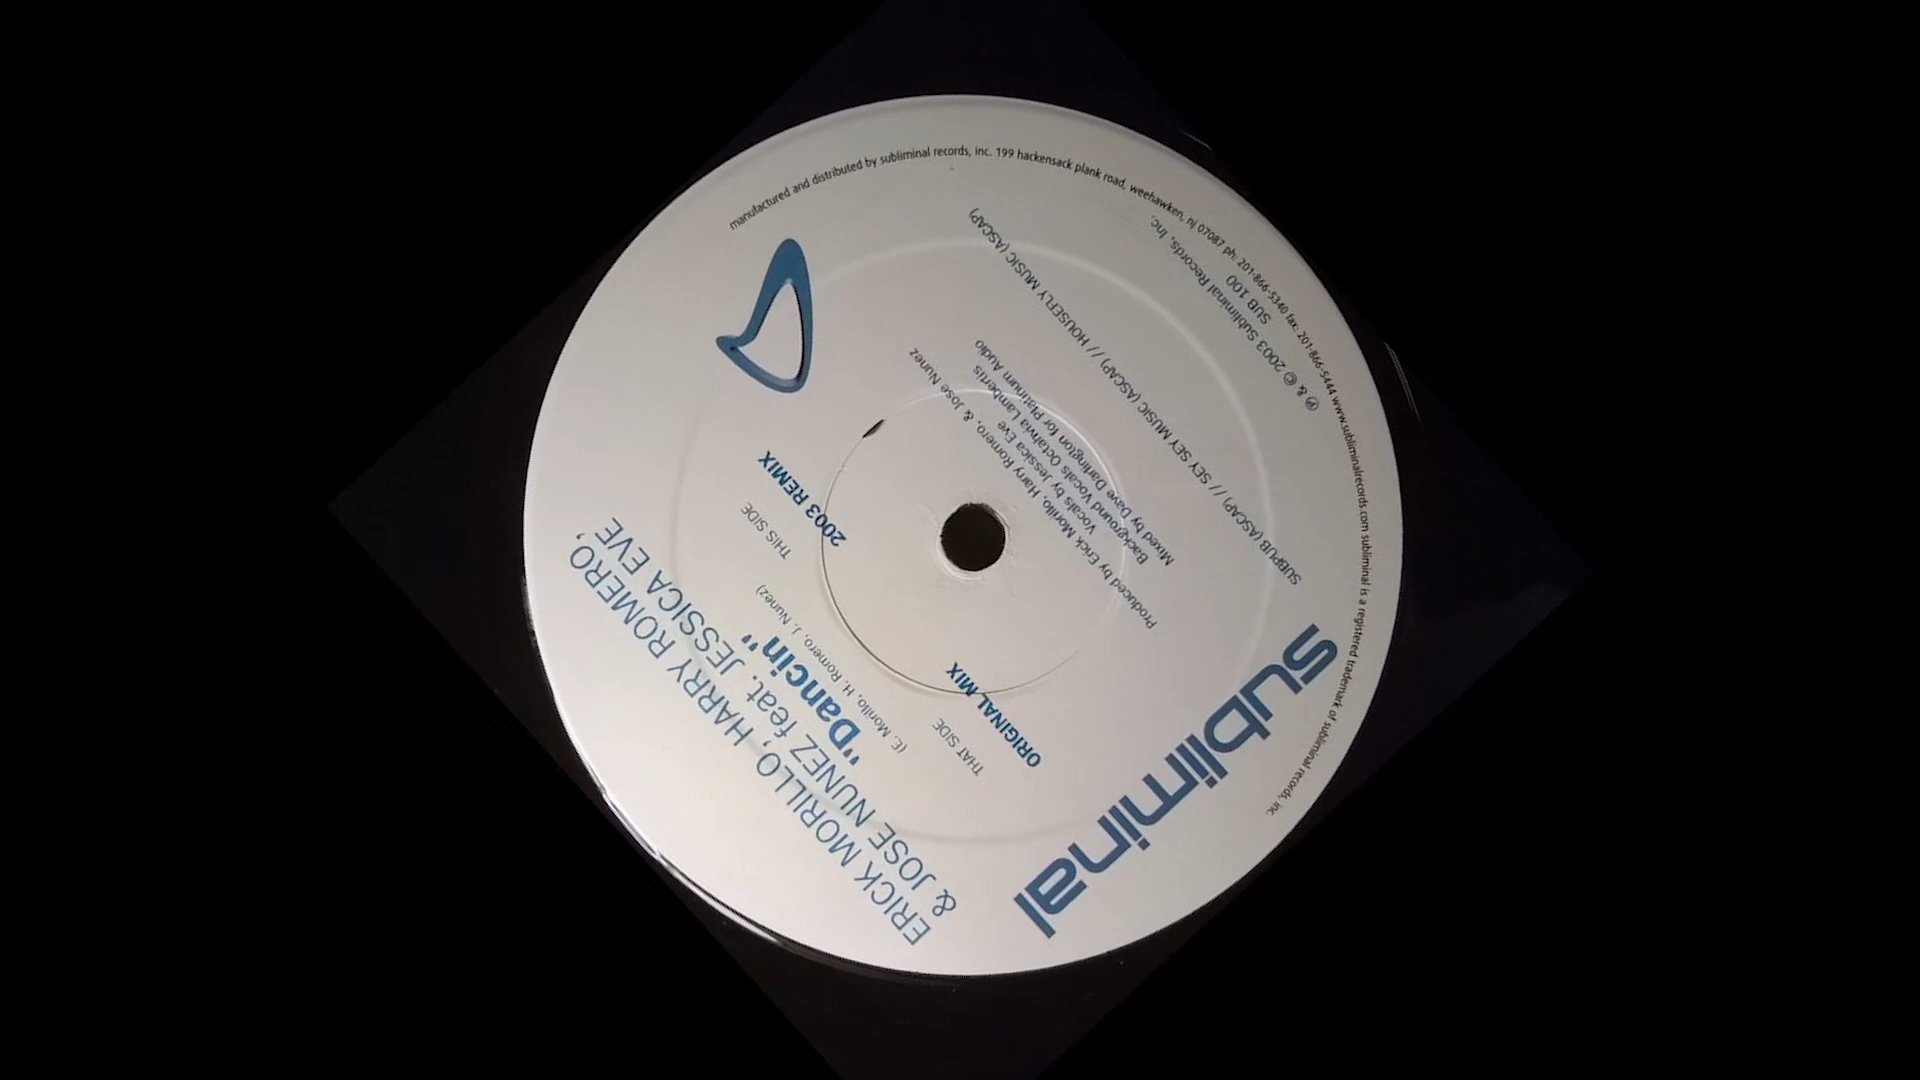 subliminal
ERICK MORILLO, HARRY ROMERO,
& JOSE NUNEZ feat. JESSICA EVE
"Dancin"
(E. Morillo, H. Romero, J. Nunez)
THIS SIDE
2003 REMIX
THAT SIDE
ORIGINAL MIX
Produced by Erick Morillo, Harry Romero, & Jose Nunez
Vocals by Jessica Eve
Background Vocals Octahvia Lambertis
Mixed by Dave Darlington for Platinum Audio
SUBPUB (ASCAP) // SEY SEY MUSIC (ASCAP) // HOUSEFLY MUSIC (ASCAP)
SUB 100
℗ & © 2003 Subliminal Records, Inc.
manufactured and distributed by subliminal records, inc. 199 hackensack plank road, weehawken, nj 07087 ph: 201-866-5340 fax: 201-866-5444 www.subliminalrecords.com subliminal is a registered trademark of subliminal records, inc.